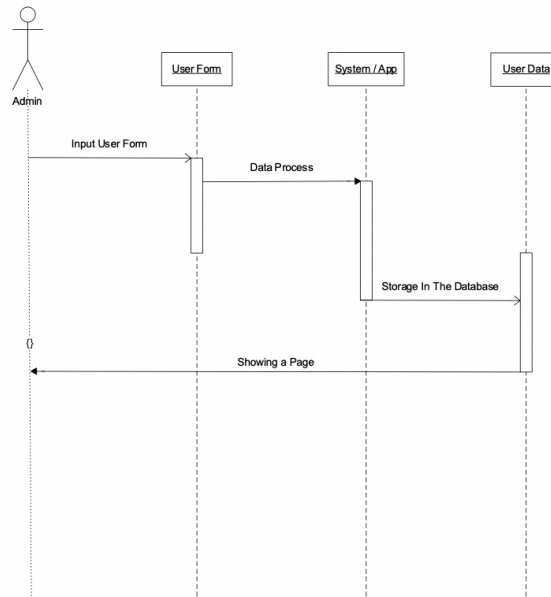 User Form
System / App
User Data
Admin
Input User Form
Data Process
Storage In The Database
{}
Showing a Page